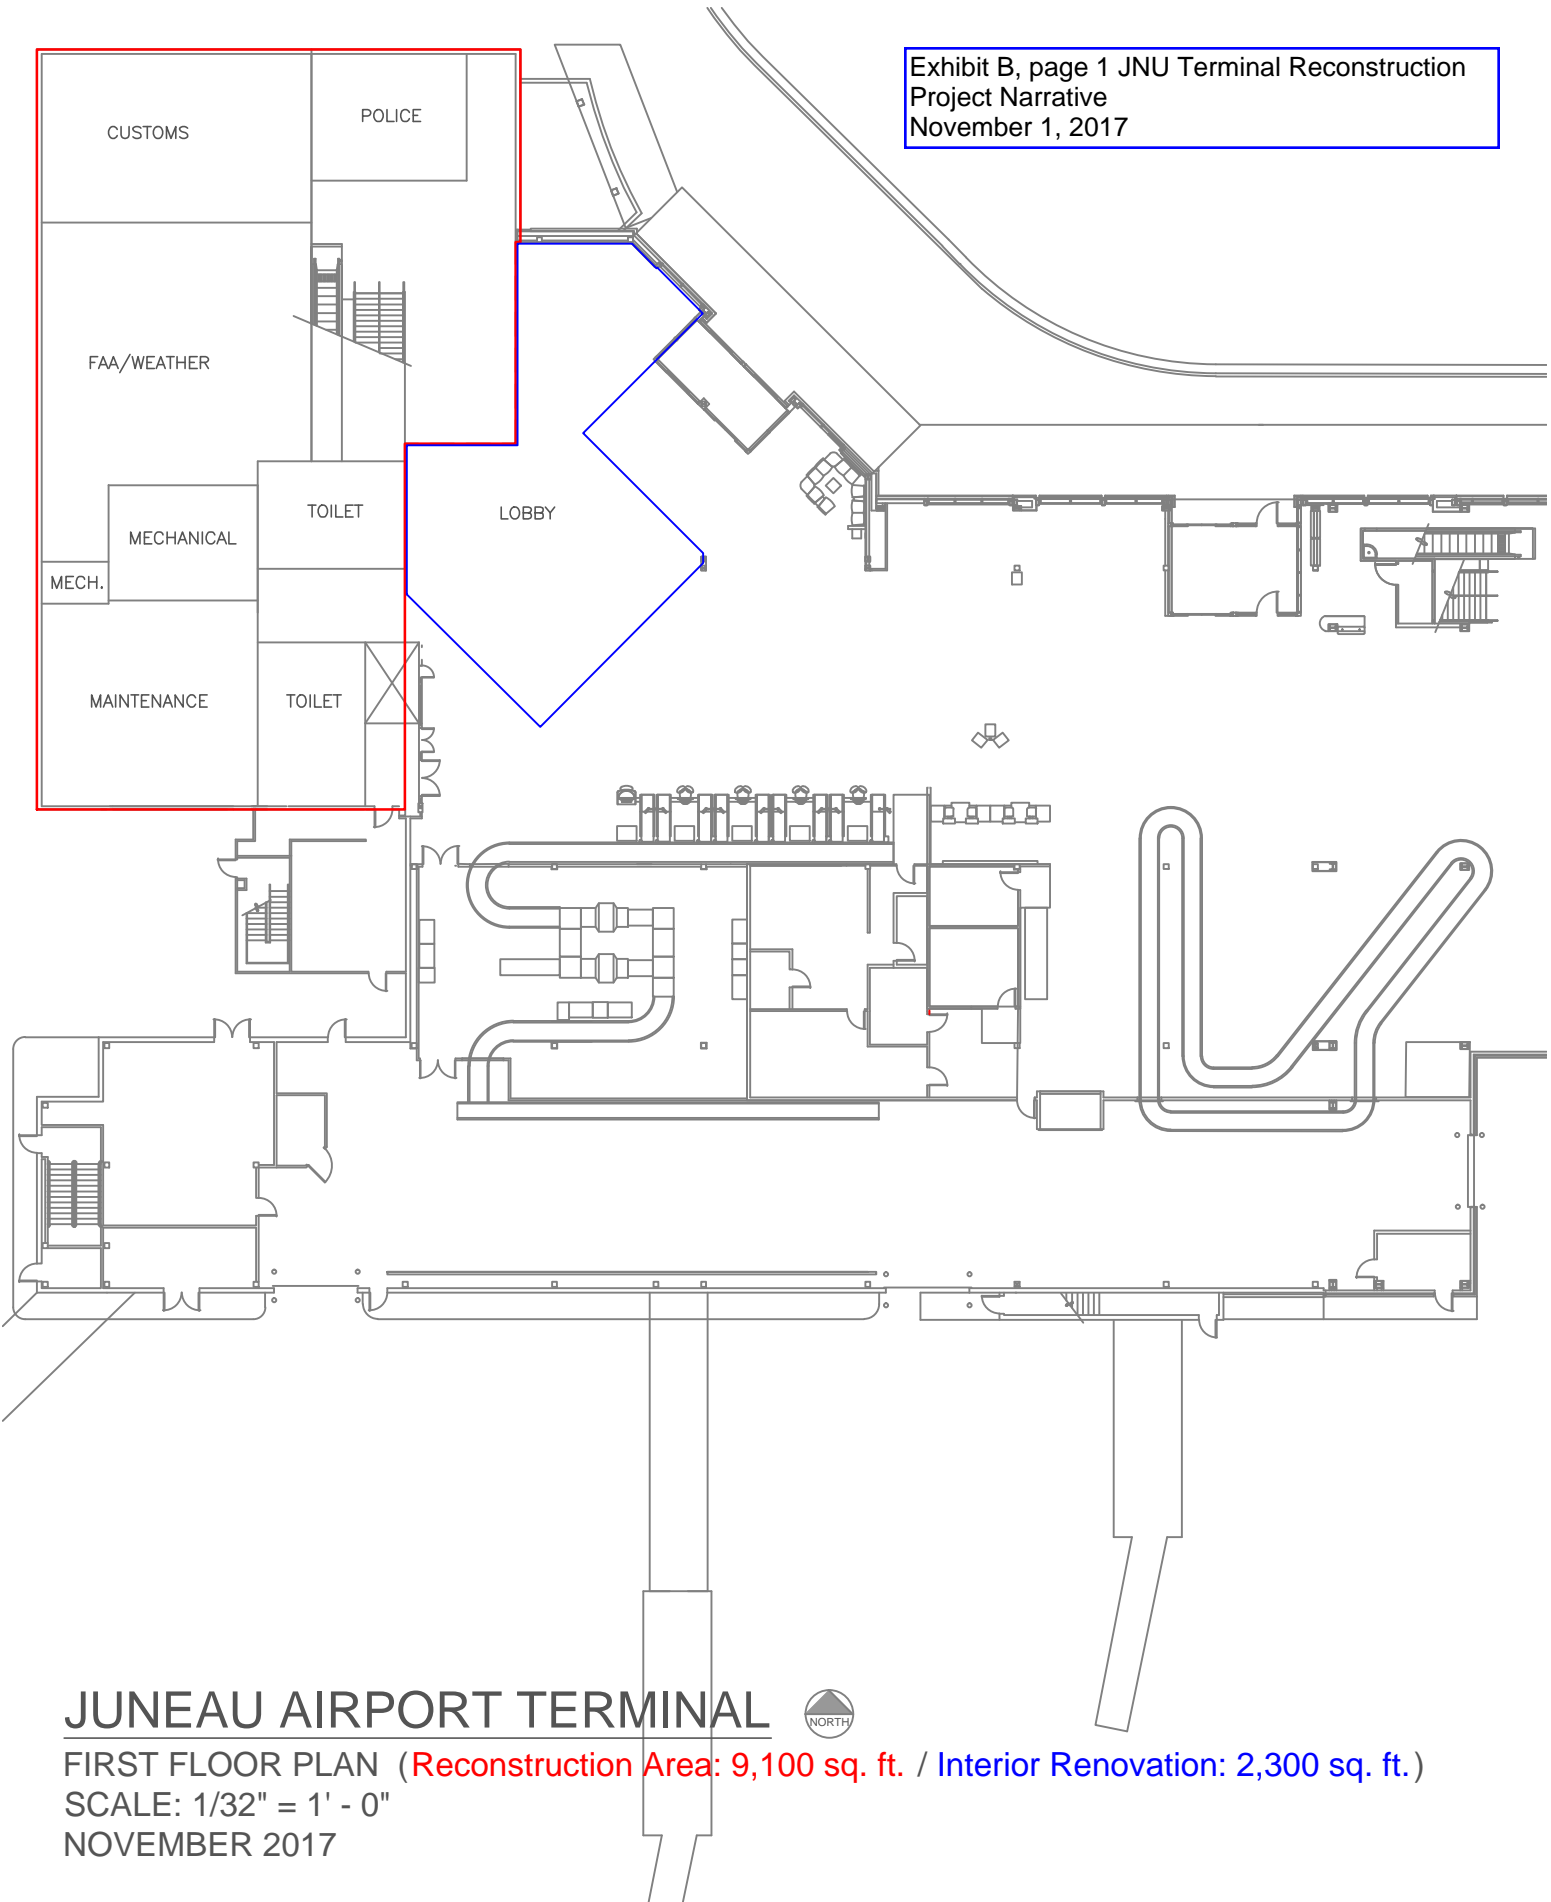 Exhibit B, page 1 JNU Terminal Reconstruction
Project Narrative
November 1, 2017
CUSTOMS
POLICE
FAA/WEATHER
TOILET
LOBBY
MECHANICAL
MECH.
MAINTENANCE
TOILET
JUNEAU AIRPORT TERMINAL
NORTH
FIRST FLOOR PLAN (Reconstruction Area: 9,100 sq. ft. / Interior Renovation: 2,300 sq. ft.)
SCALE: 1/32" = 1' - 0"
NOVEMBER 2017